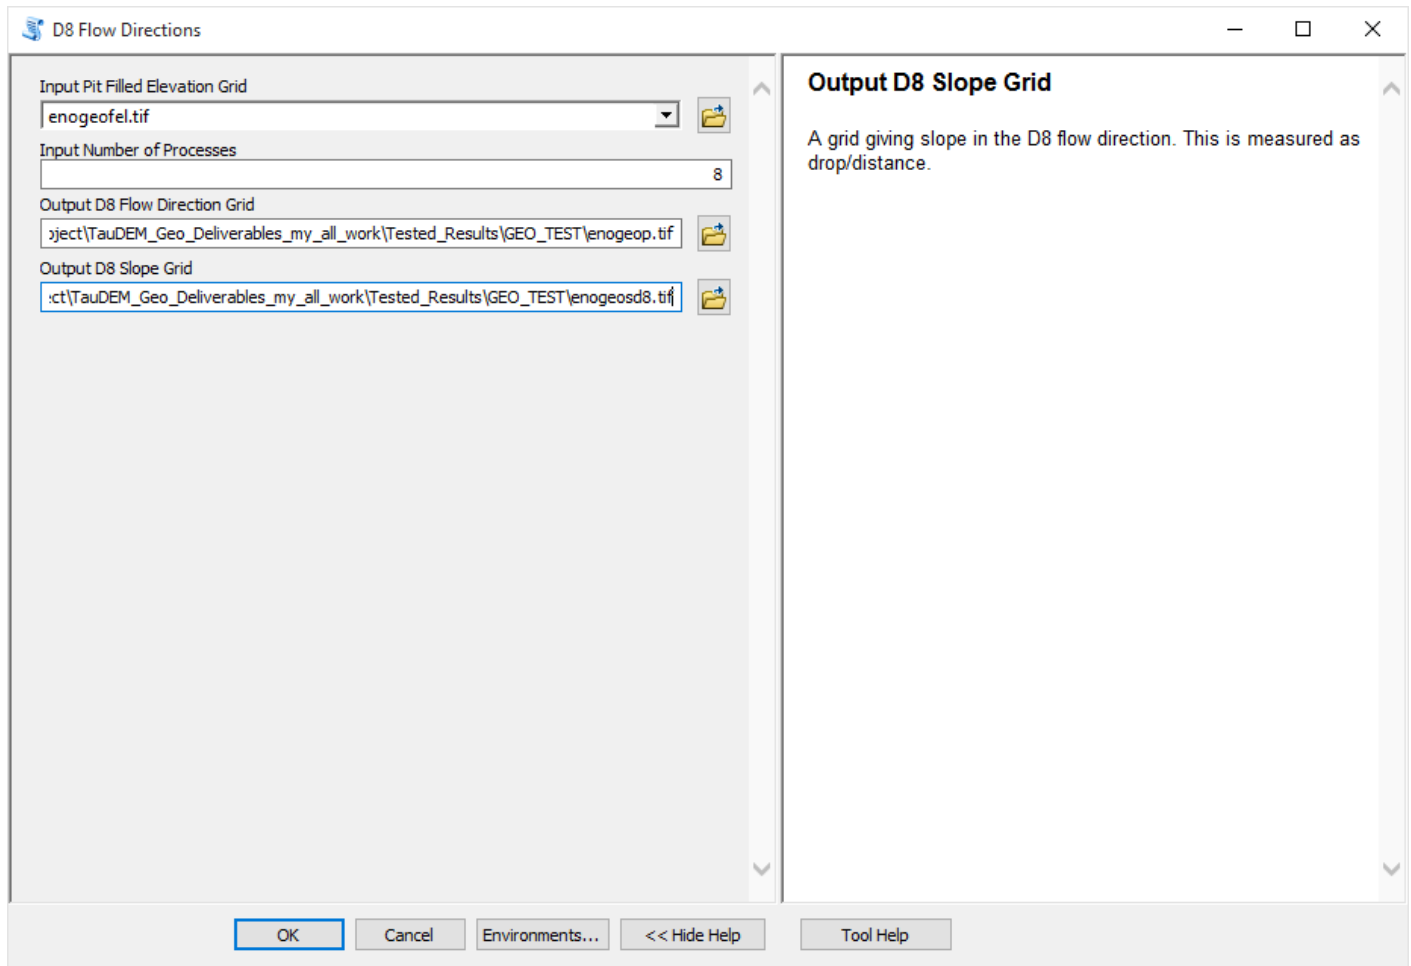 D8 Flow Directions
Input Pit Filled Elevation Grid
enogeofel.tif
Input Number of Processes
8
Output D8 Flow Direction Grid
ject\TauDEM_Geo_Deliverables_my_all_work\Tested_Results\GEO_TEST\enogeop.tif
Output D8 Slope Grid
ct\TauDEM_Geo_Deliverables_my_all_work\Tested_Results\GEO_TEST\enogeosd8.tif
Output D8 Slope Grid
A grid giving slope in the D8 flow direction. This is measured as
drop/distance.
OK
Cancel
Environments...
<< Hide Help
Tool Help